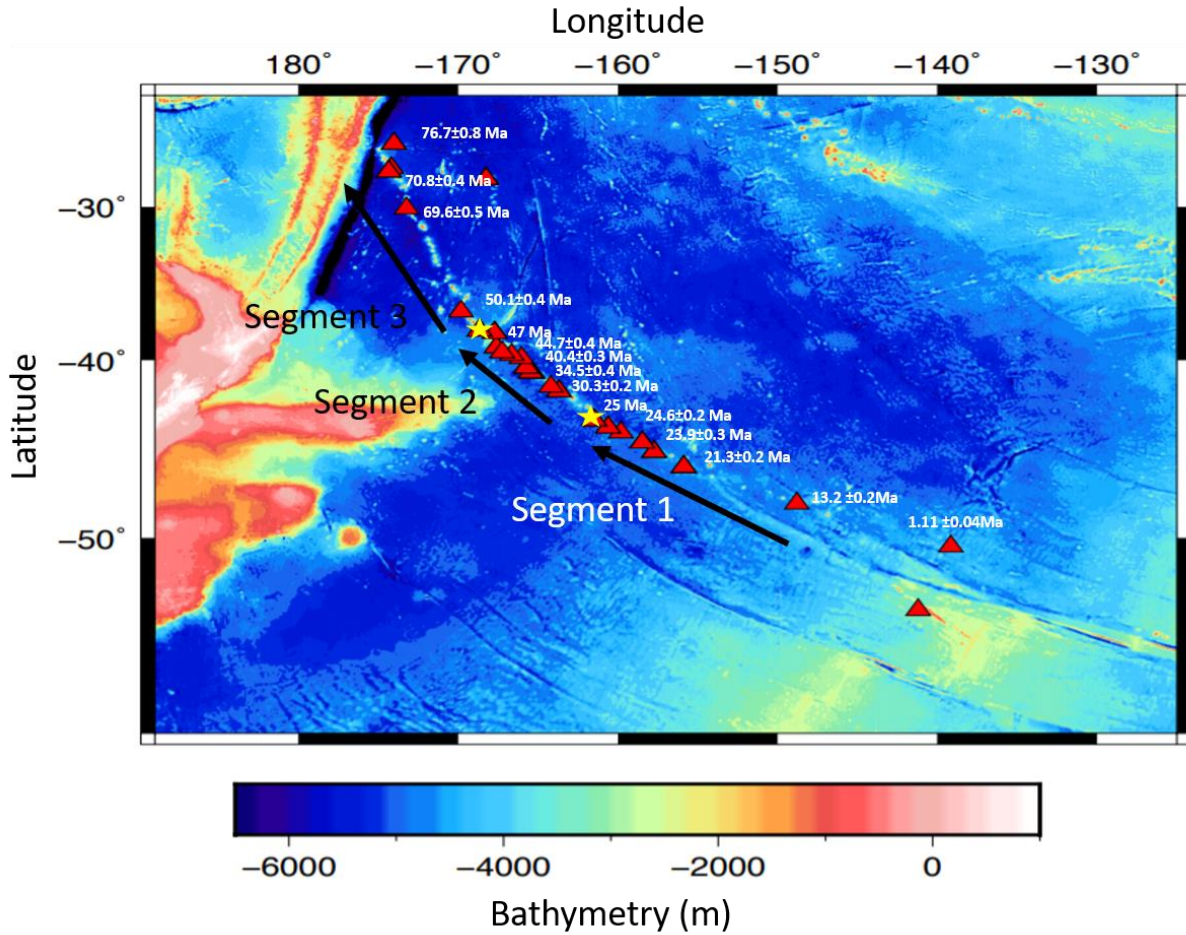 Longitude
180° −170° −160° −150° −140° −130°
76.7±0.8 Ma
70.8±0.4 Ma
−30°
69.6±0.5 Ma
50.1±0.4 Ma
Segment 3
47 Ma
44.7±0.4 Ma
−40°
40.4±0.3 Ma
34.5±0.4 Ma
30.3±0.2 Ma
Segment 2
25 Ma
24.6±0.2 Ma
23.9±0.3 Ma
21.3±0.2 Ma
Latitude
Segment 1
13.2 ±0.2Ma
1.11 ±0.04Ma
−50°
−6000 −4000 −2000 0
Bathymetry (m)